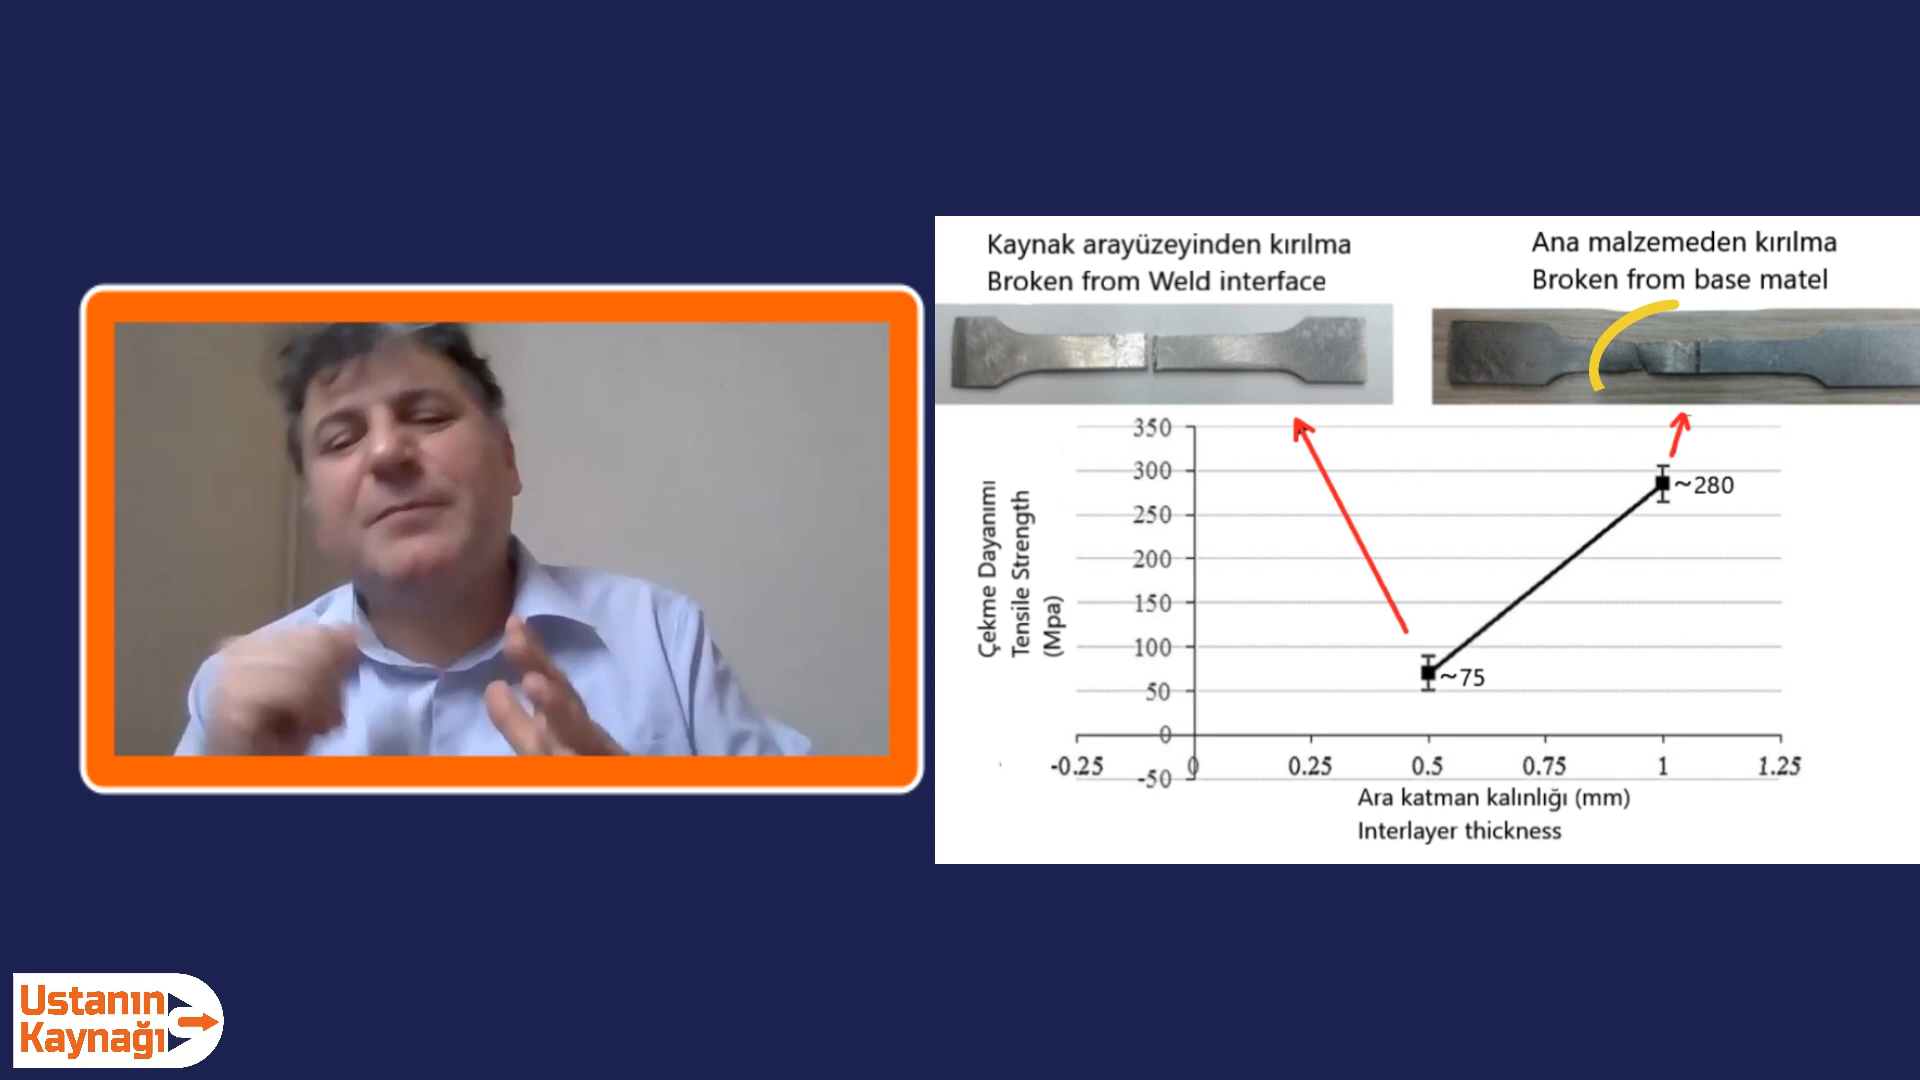 Kaynak arayüzeyinden kırılma
Broken from Weld interface
Ana malzemeden kırılma
Broken from base matel
350
300
250
200
150
100
50
0
-50
Çekme Dayanımı
Tensile Strength
(Mpa)
~280
~75
-0.25
0
0.25
0.5
0.75
1
1.25
Ara katman kalınlığı (mm)
Interlayer thickness
Ustanın
Kaynağı